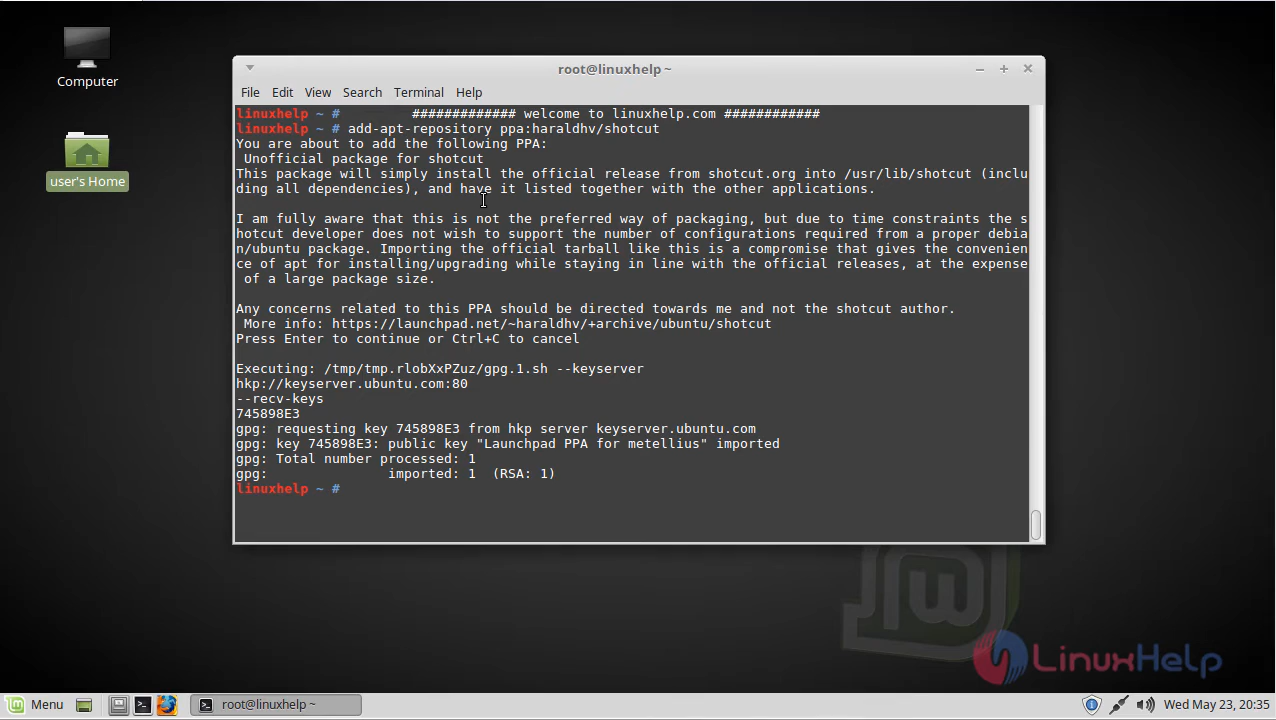 Computer
user's Home
root@linuxhelp ~
File Edit View Search Terminal Help
linuxhelp ~ # ############# welcome to linuxhelp.com ############
linuxhelp ~ # add-apt-repository ppa:haraldhv/shotcut
You are about to add the following PPA:
Unofficial package for shotcut
This package will simply install the official release from shotcut.org into /usr/lib/shotcut (inclu
ding all dependencies), and have it listed together with the other applications.
I am fully aware that this is not the preferred way of packaging, but due to time constraints the s
hotcut developer does not wish to support the number of configurations required from a proper debia
n/ubuntu package. Importing the official tarball like this is a compromise that gives the convenien
ce of apt for installing/upgrading while staying in line with the official releases, at the expense
of a large package size.
Any concerns related to this PPA should be directed towards me and not the shotcut author.
More info: https://launchpad.net/~haraldhv/+archive/ubuntu/shotcut
Press Enter to continue or Ctrl+C to cancel
Executing: /tmp/tmp.rlobXxPZuz/gpg.1.sh --keyserver
hkp://keyserver.ubuntu.com:80
--recv-keys
745898E3
gpg: requesting key 745898E3 from hkp server keyserver.ubuntu.com
gpg: key 745898E3: public key "Launchpad PPA for metellius" imported
gpg: Total number processed: 1
gpg: imported: 1 (RSA: 1)
linuxhelp ~ #
LinuxHelp
Menu
root@linuxhelp ~
Wed May 23, 20:35